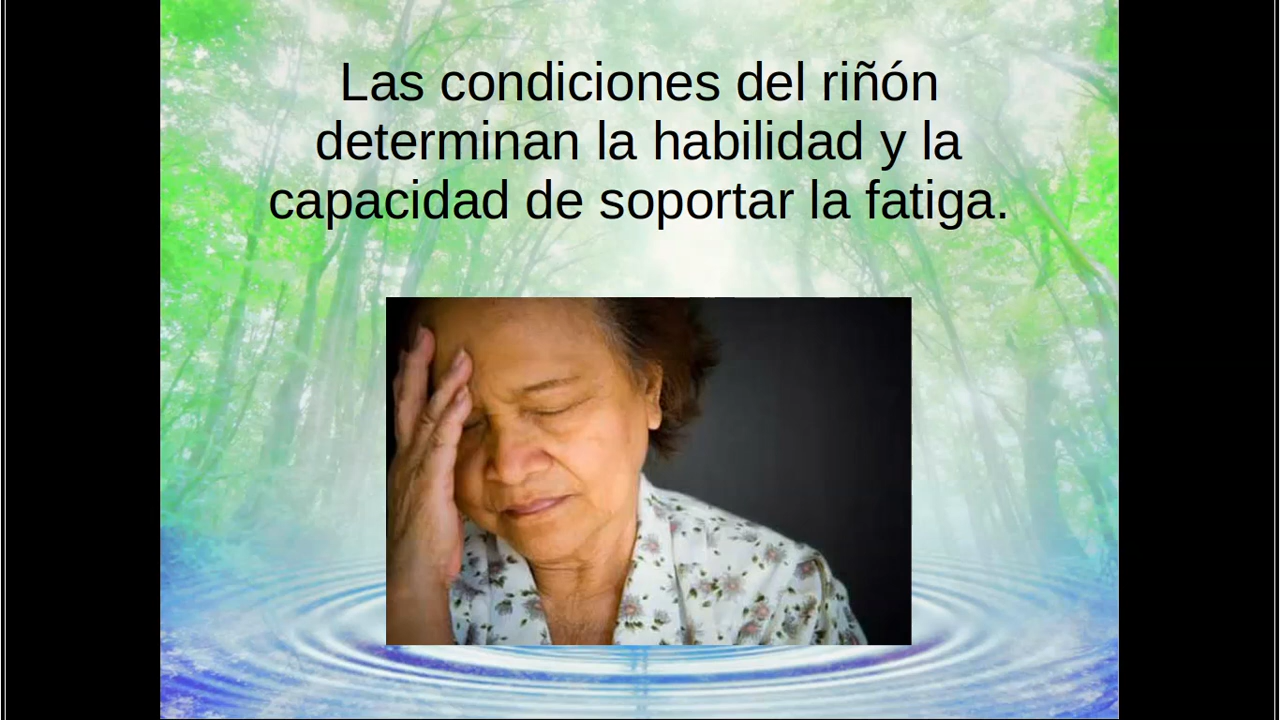 Las condiciones del riñón
determinan la habilidad y la
capacidad de soportar la fatiga.